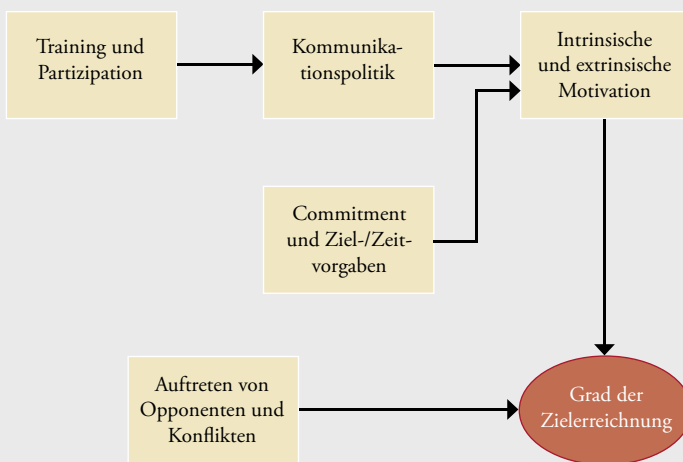 Training und
Partizipation
Kommunika-
tionspolitik
Intrinsische
und extrinsische
Motivation
Commitment
und Ziel-/Zeit-
vorgaben
Auftreten von
Opponenten und
Konflikten
Grad der
Zielerreichnung